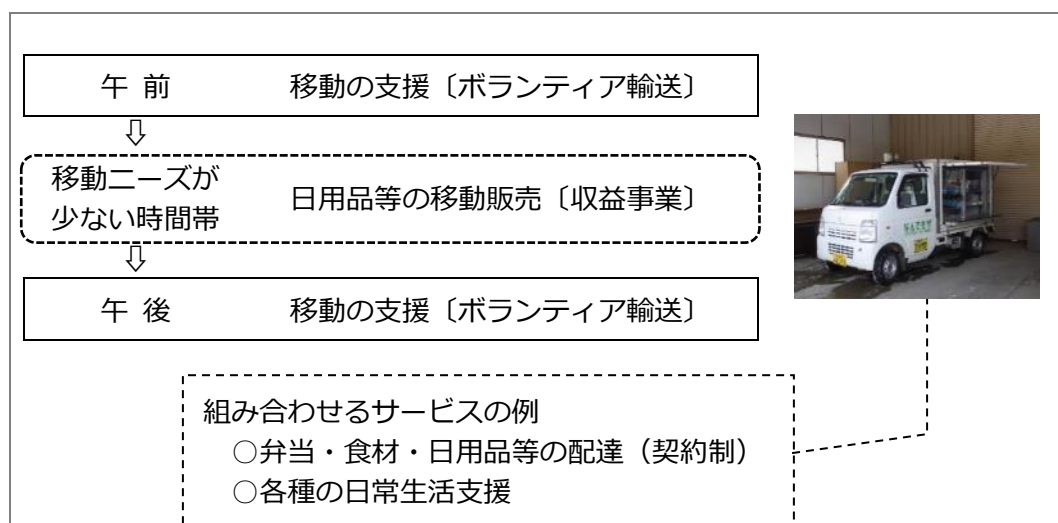 午 前　移動の支援〔ボランティア輸送〕
⇩
移動ニーズが
少ない時間帯
日用品等の移動販売〔収益事業〕
⇩
午 後　移動の支援〔ボランティア輸送〕
組み合わせるサービスの例
○弁当・食材・日用品等の配達（契約制）
○各種の日常生活支援